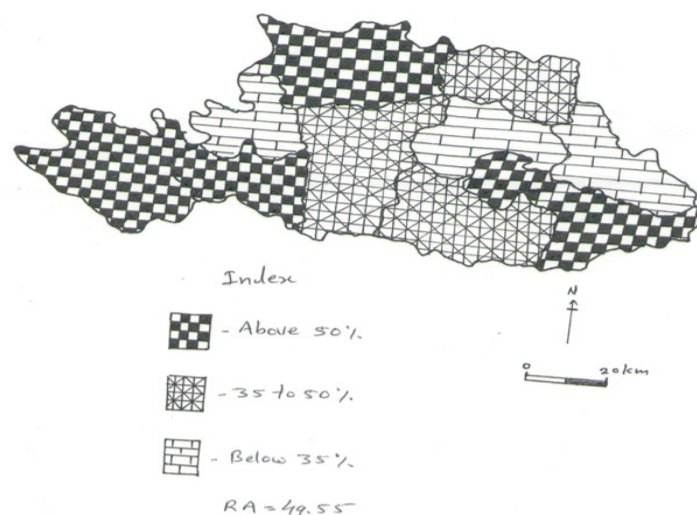 Index
- Above 50%.
- 35 to 50%.
- Below 35%.
RA = 49.55
N
0 20 km